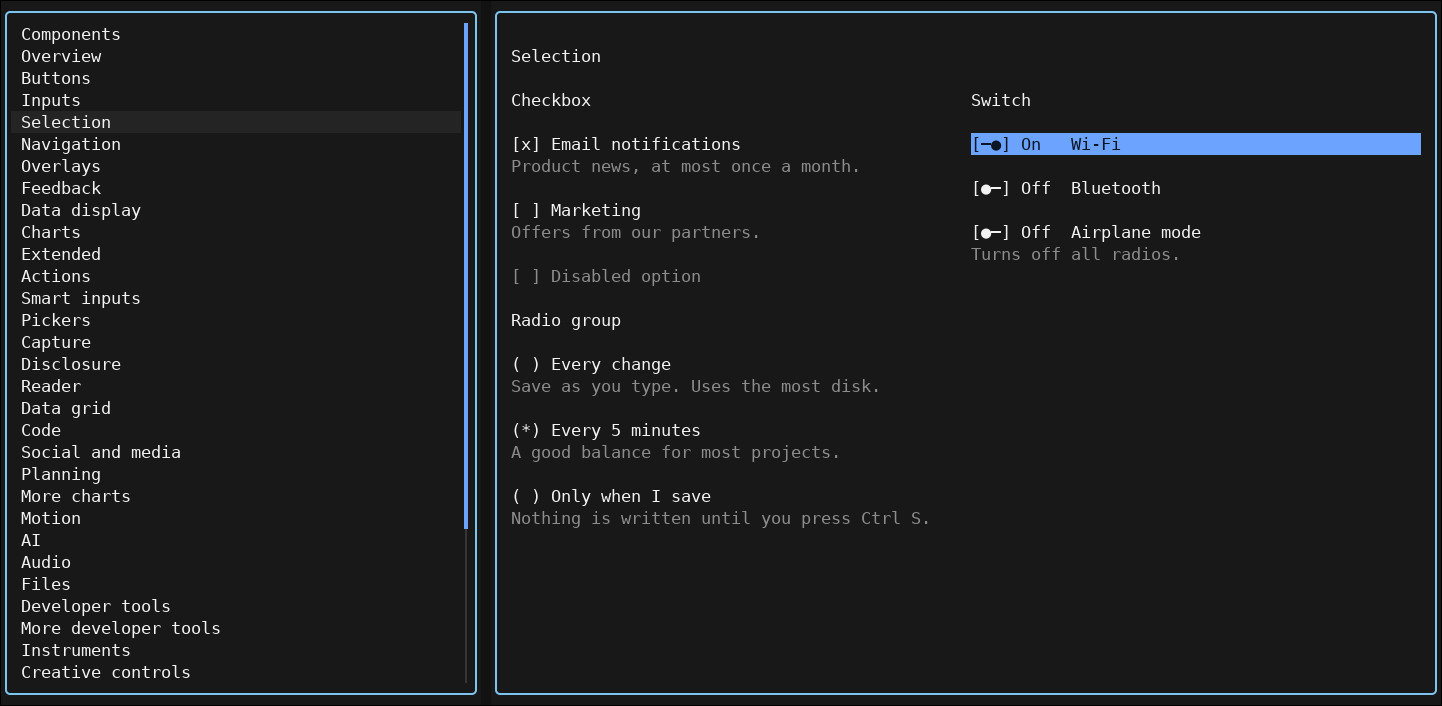 Components
Overview
Buttons
Inputs
Selection
Navigation
Overlays
Feedback
Data display
Charts
Extended
Actions
Smart inputs
Pickers
Capture
Disclosure
Reader
Data grid
Code
Social and media
Planning
More charts
Motion
AI
Audio
Files
Developer tools
More developer tools
Instruments
Creative controls
Selection
Checkbox
[x] Email notifications
Product news, at most once a month.
[ ] Marketing
Offers from our partners.
[ ] Disabled option
Radio group
( ) Every change
Save as you type. Uses the most disk.
(*) Every 5 minutes
A good balance for most projects.
( ) Only when I save
Nothing is written until you press Ctrl S.
Switch
[─●] On   Wi-Fi
[●─] Off  Bluetooth
[●─] Off  Airplane mode
Turns off all radios.